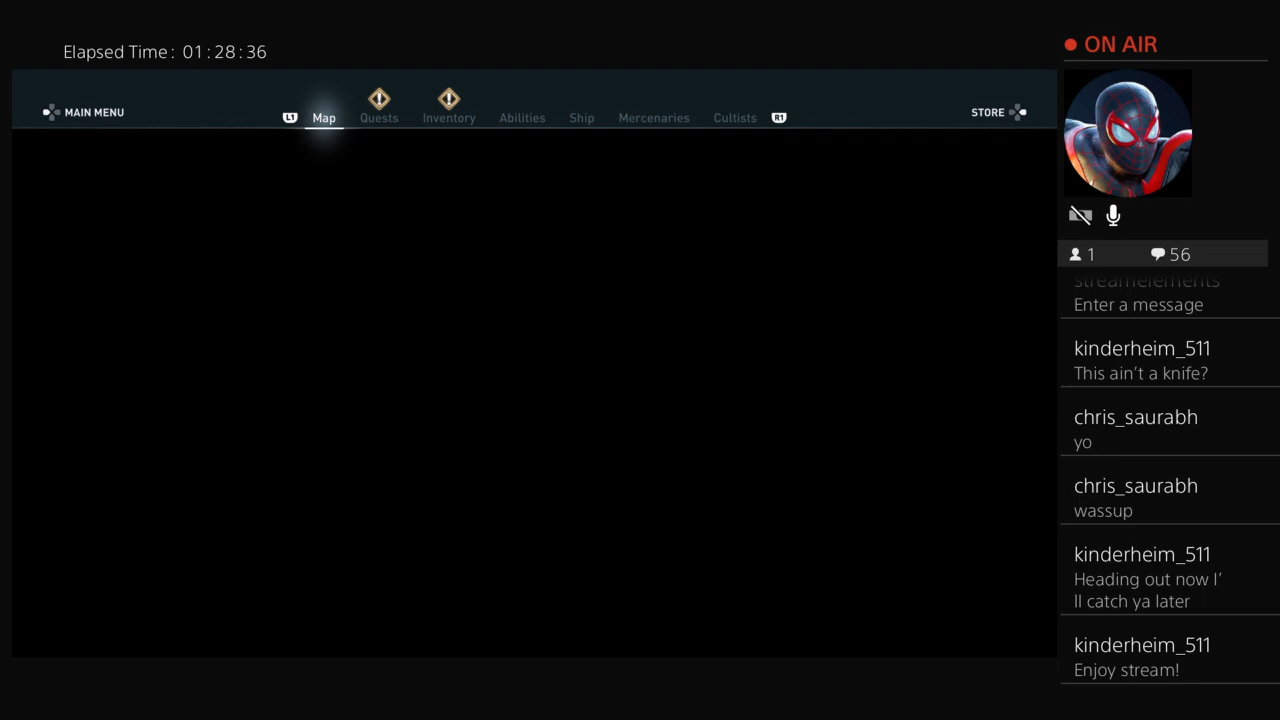 Elapsed Time: 01:28:36
ON AIR
MAIN MENU
L1 Map Quests Inventory Abilities Ship Mercenaries Cultists R1
STORE
1 56
streamelements
Enter a message
kinderheim_511
This ain't a knife?
chris_saurabh
yo
chris_saurabh
wassup
kinderheim_511
Heading out now I'
ll catch ya later
kinderheim_511
Enjoy stream!